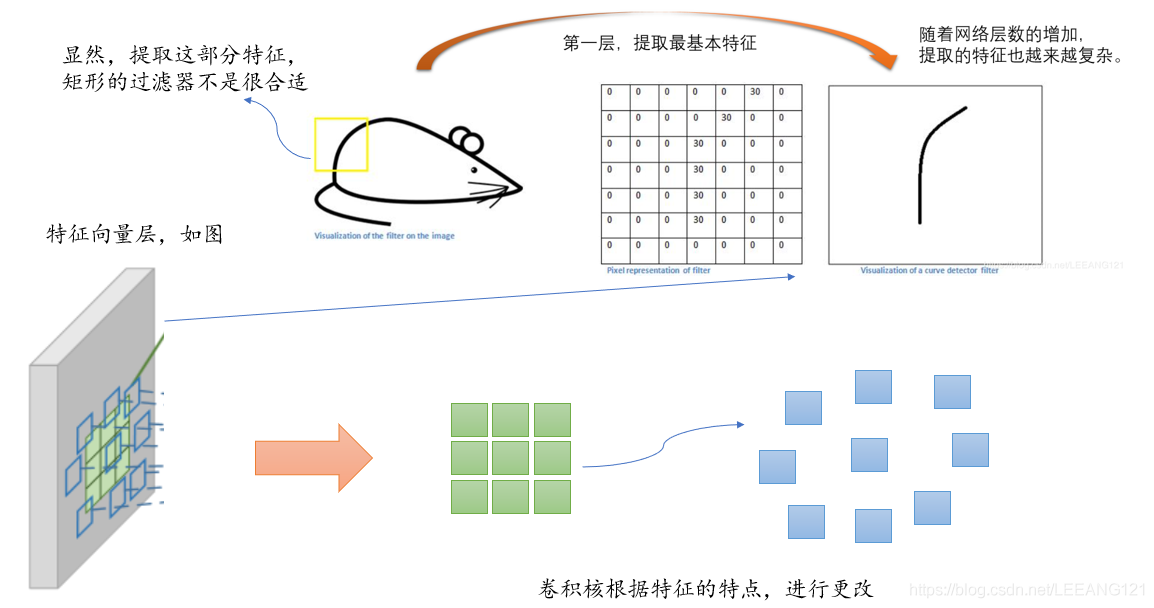 显然，提取这部分特征，
矩形的过滤器不是很合适
第一层，提取最基本特征
随着网络层数的增加，
提取的特征也越来越复杂。
0 0 0 0 0 30 0
0 0 0 0 30 0 0
0 0 0 30 0 0 0
0 0 0 30 0 0 0
0 0 0 30 0 0 0
0 0 0 30 0 0 0
0 0 0 0 0 0 0
Visualization of the filter on the image
Pixel representation of filter
Visualization of a curve detector filter
https://blog.csdn.net/LEEANG121
特征向量层，如图
卷积核根据特征的特点，进行更改
https://blog.csdn.net/LEEANG121